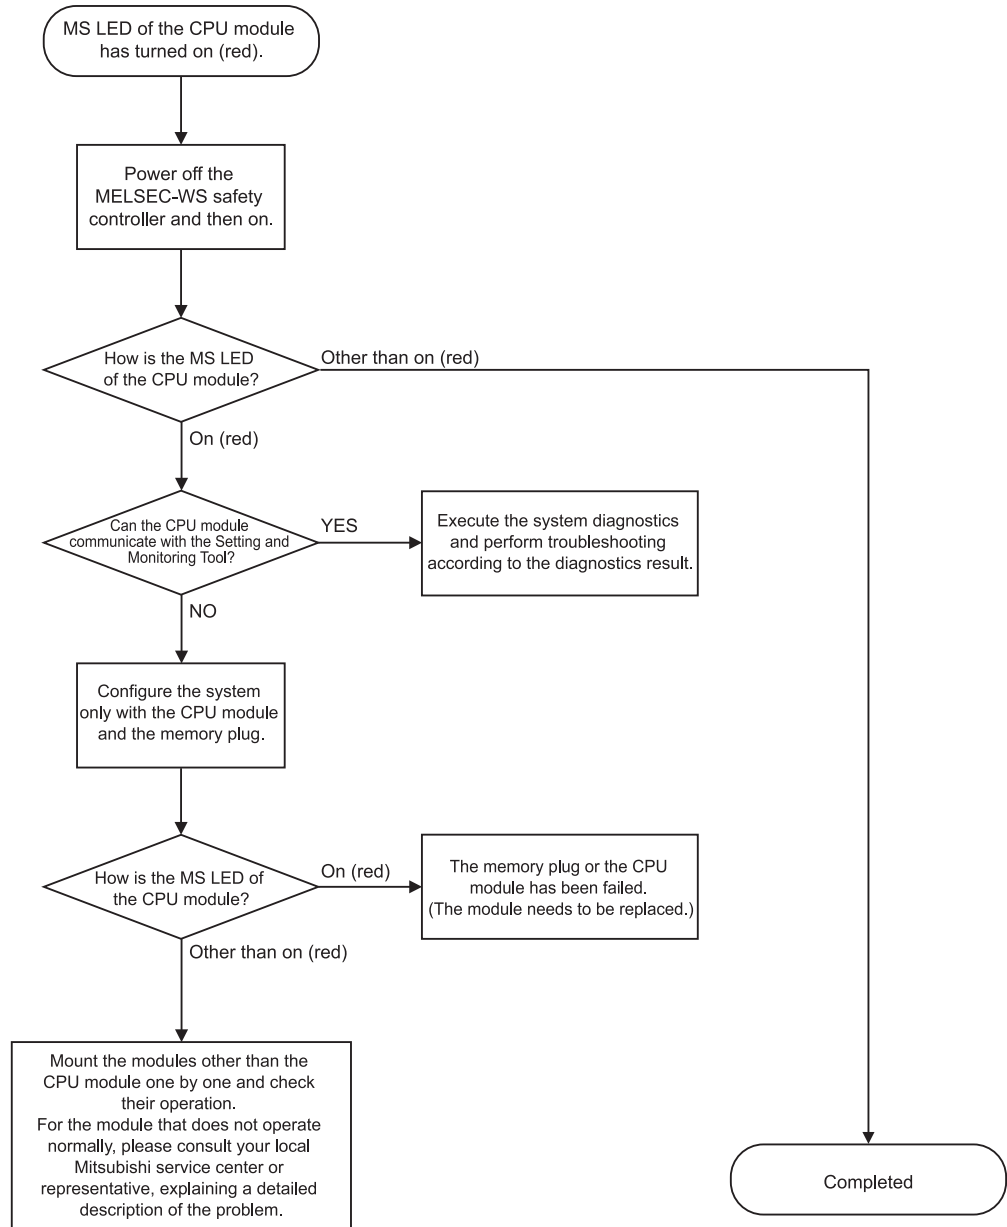 MS LED of the CPU module
has turned on (red).
Power off the
MELSEC-WS safety
controller and then on.
How is the MS LED
of the CPU module?
Other than on (red)
On (red)
Can the CPU module
communicate with the Setting and
Monitoring Tool?
YES
Execute the system diagnostics
and perform troubleshooting
according to the diagnostics result.
NO
Configure the system
only with the CPU module
and the memory plug.
How is the MS LED of
the CPU module?
On (red)
The memory plug or the CPU
module has been failed.
(The module needs to be replaced.)
Other than on (red)
Mount the modules other than the
CPU module one by one and check
their operation.
For the module that does not operate
normally, please consult your local
Mitsubishi service center or
representative, explaining a detailed
description of the problem.
Completed